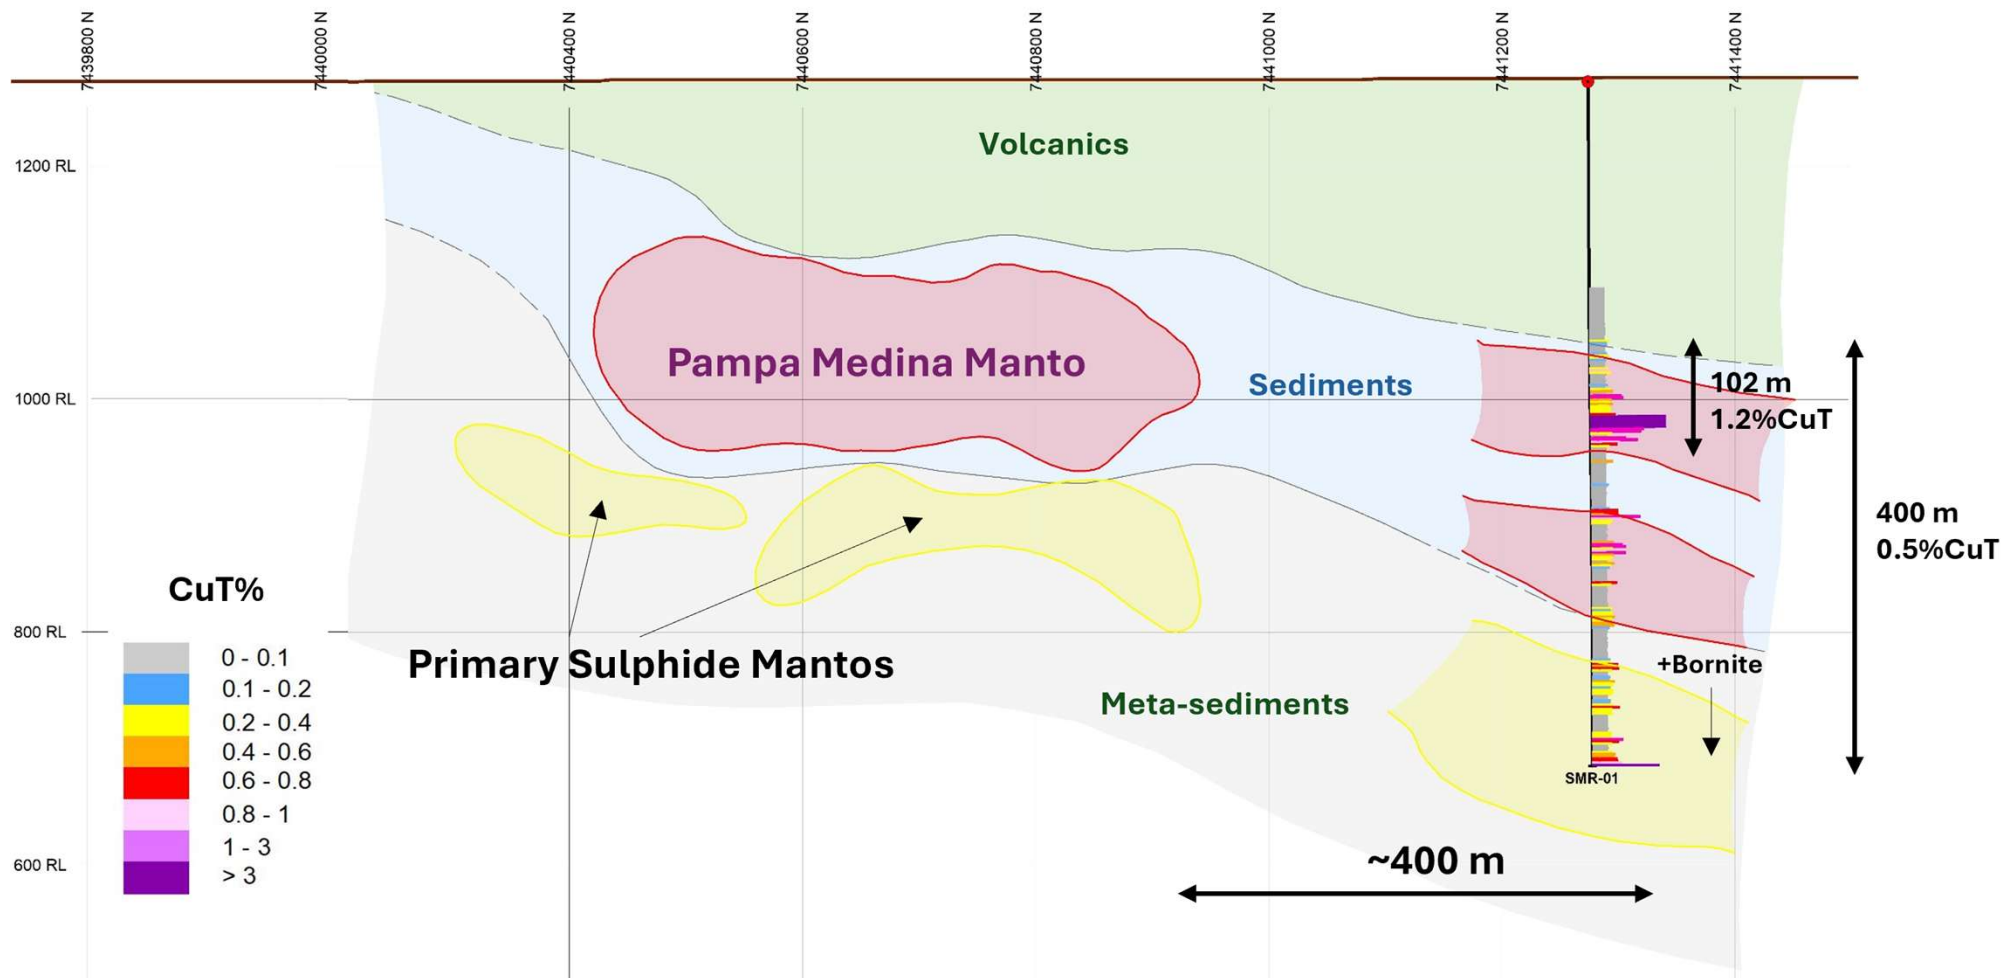 7439800 N
7440000 N
7440400 N
7440600 N
7440800 N
7441000 N
7441200 N
7441400 N
1200 RL
1000 RL
800 RL
600 RL
Volcanics
Pampa Medina Manto
Sediments
102 m
1.2%CuT
400 m
0.5%CuT
CuT%
0 - 0.1
0.1 - 0.2
0.2 - 0.4
0.4 - 0.6
0.6 - 0.8
0.8 - 1
1 - 3
> 3
Primary Sulphide Mantos
+Bornite
Meta-sediments
SMR-01
~400 m